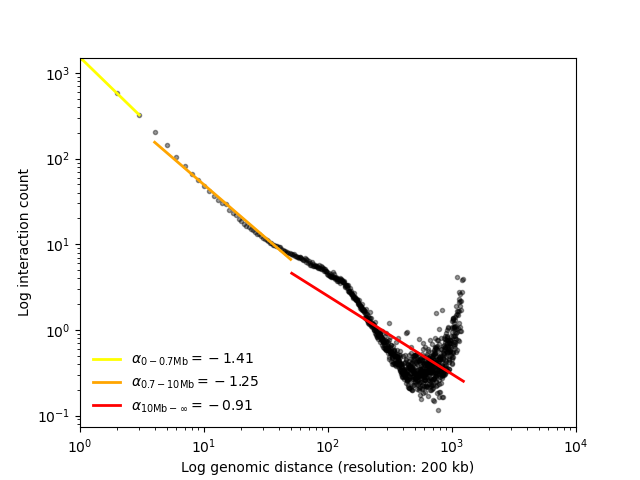 10³
10²
10¹
10⁰
10⁻¹
Log interaction count
α₀₋₀.₇Mb = −1.41
α₀.₇₋₁₀Mb = −1.25
α₁₀Mb₋∞ = −0.91
10⁰ 10¹ 10² 10³ 10⁴
Log genomic distance (resolution: 200 kb)